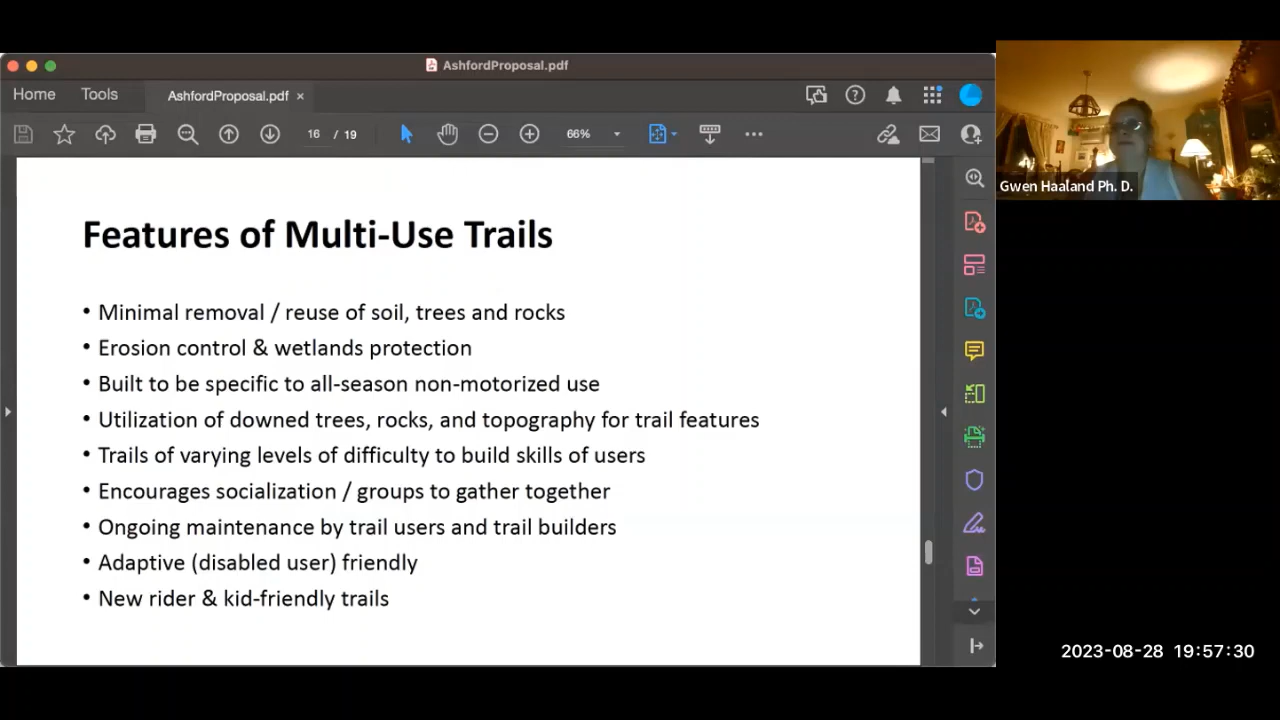 AshfordProposal.pdf
Home
Tools
AshfordProposal.pdf ×
16 / 19
66%
Features of Multi-Use Trails
• Minimal removal / reuse of soil, trees and rocks
• Erosion control & wetlands protection
• Built to be specific to all-season non-motorized use
• Utilization of downed trees, rocks, and topography for trail features
• Trails of varying levels of difficulty to build skills of users
• Encourages socialization / groups to gather together
• Ongoing maintenance by trail users and trail builders
• Adaptive (disabled user) friendly
• New rider & kid-friendly trails
Gwen Haaland Ph. D.
2023-08-28 19:57:30